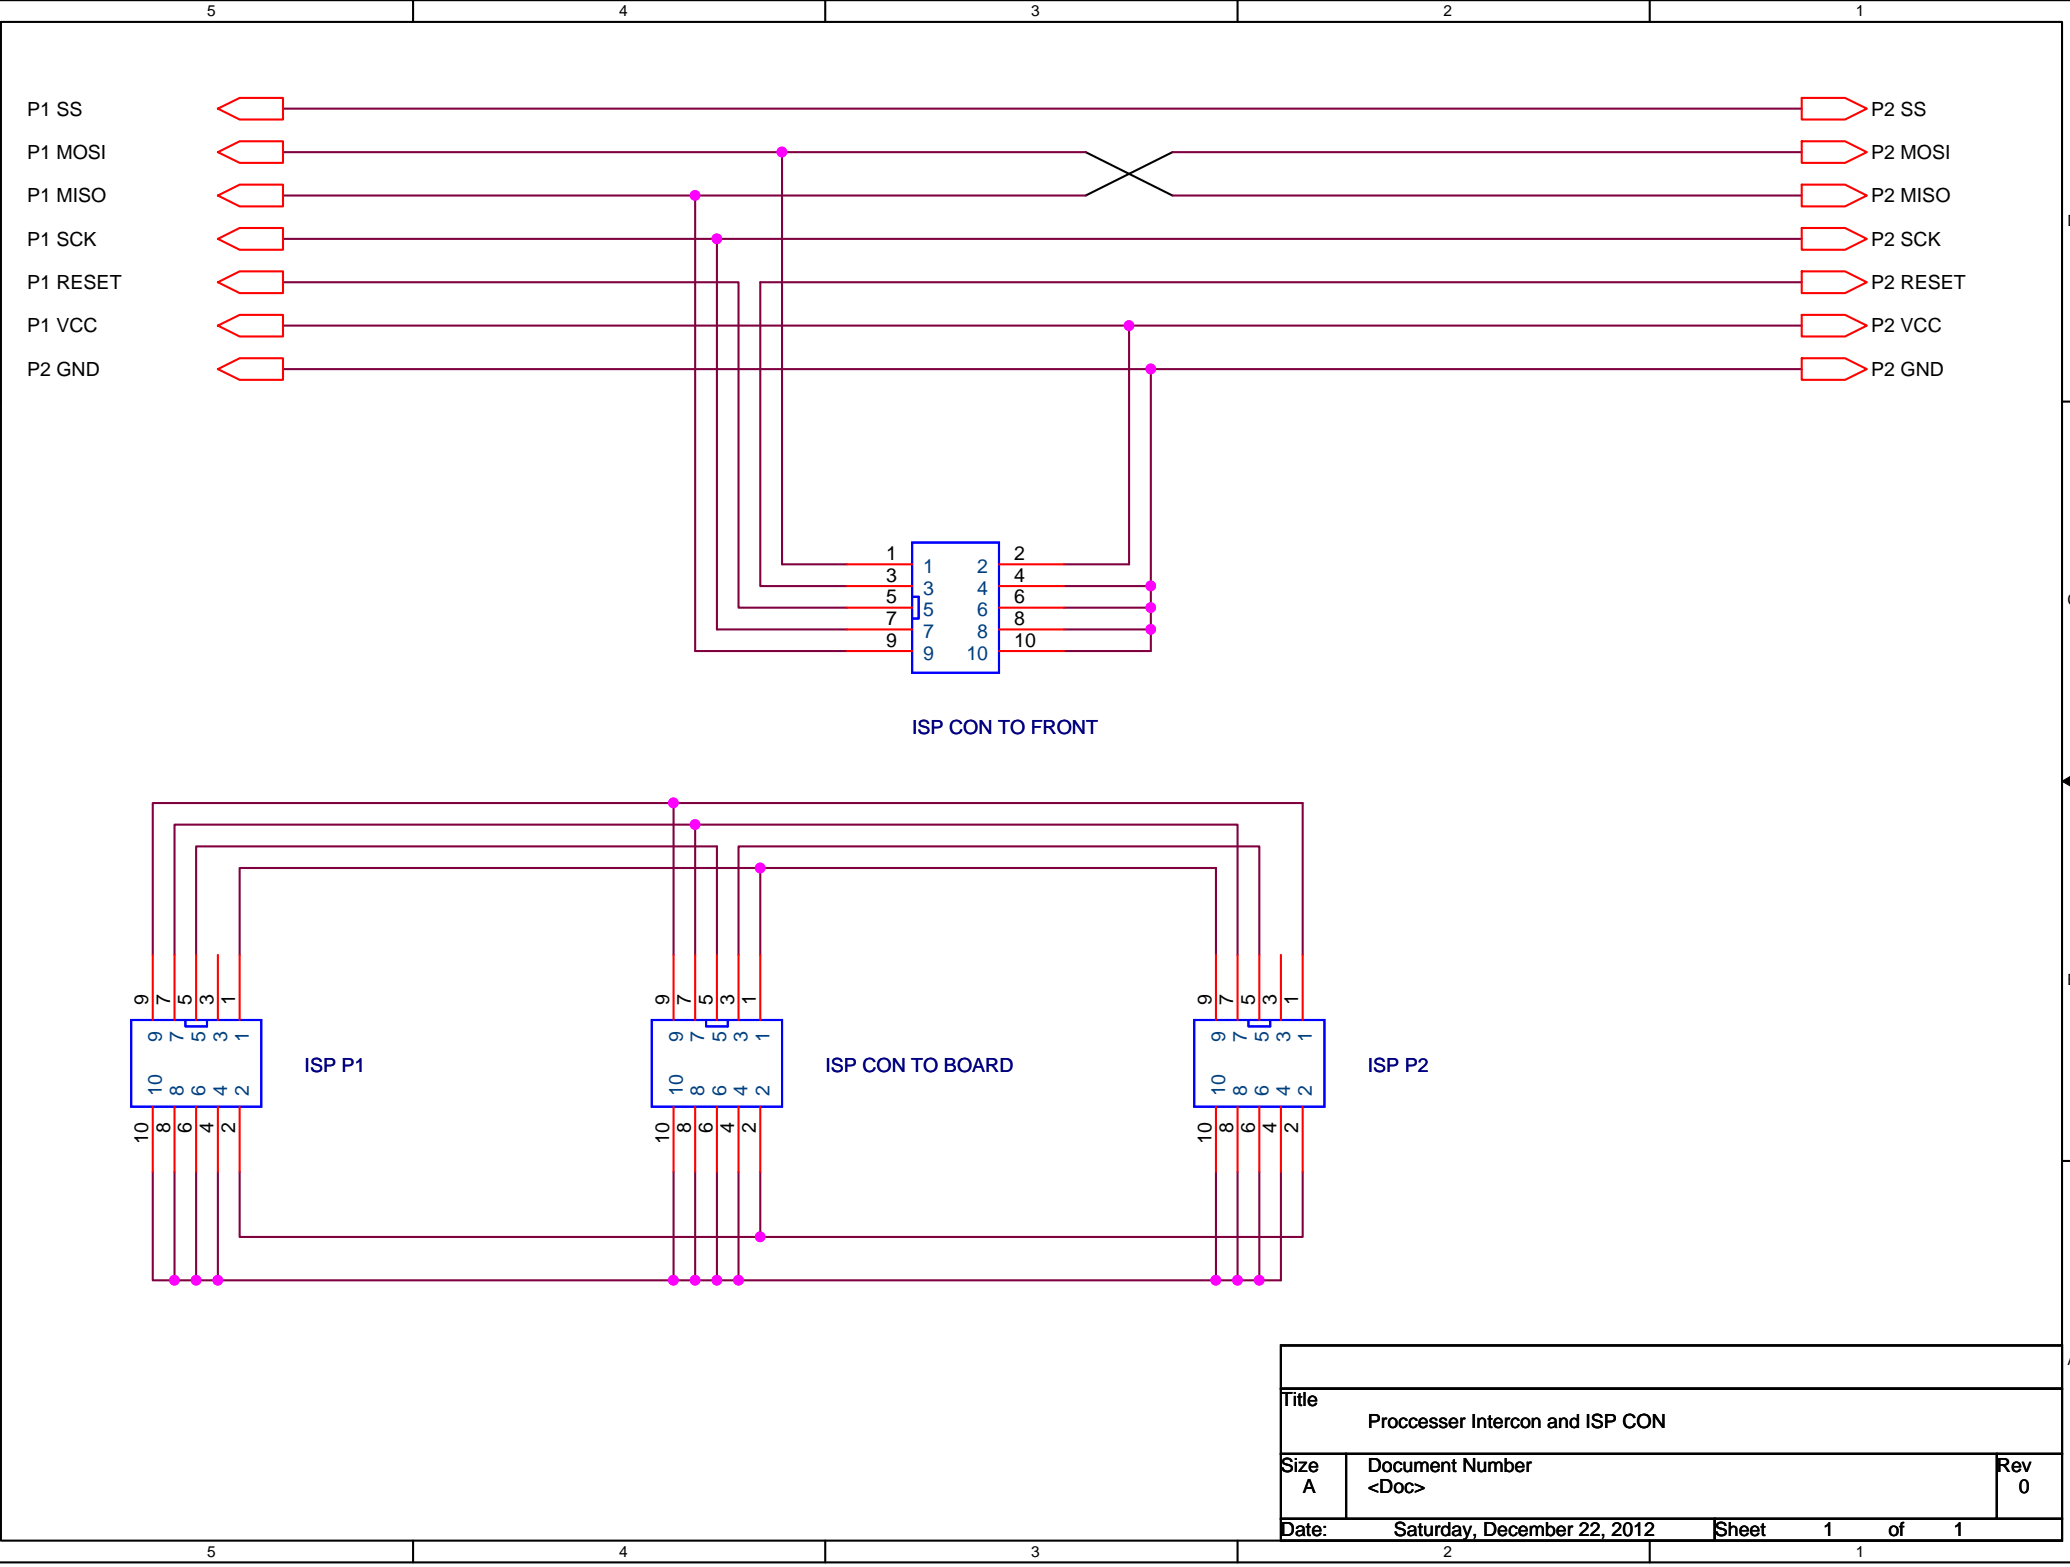 5 4 3 2 1
P1 SS P2 SS
P1 MOSI P2 MOSI
P1 MISO P2 MISO
P1 SCK P2 SCK
P1 RESET P2 RESET
P1 VCC P2 VCC
P2 GND P2 GND
1 1 2 2
3 3 4 4
5 5 6 6
7 7 8 8
9 9 10 10
ISP CON TO FRONT
9 7 5 3 1 9 7 5 3 1 9 7 5 3 1
9 7 5 3 1 9 7 5 3 1 9 7 5 3 1
ISP P1 ISP CON TO BOARD ISP P2
10 8 6 4 2 10 8 6 4 2 10 8 6 4 2
10 8 6 4 2 10 8 6 4 2 10 8 6 4 2
Title
Proccesser Intercon and ISP CON
Size Document Number Rev
A <Doc> 0
Date: Saturday, December 22, 2012 Sheet 1 of 1
5 4 3 2 1